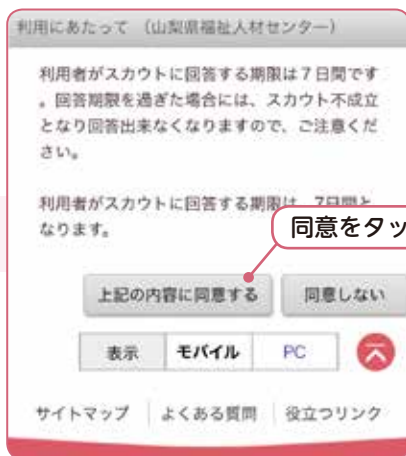 利用にあたって （山梨県福祉人材センター）
利用者がスカウトに回答する期限は７日間です
。回答期限を過ぎた場合には、スカウト不成立
となり回答出来なくなりますので、ご注意くだ
さい。
利用者がスカウトに回答する期限は、7日間と
なります。
同意をタッ
上記の内容に同意する
同意しない
表示 モバイル PC
サイトマップ よくある質問 役立つリンク